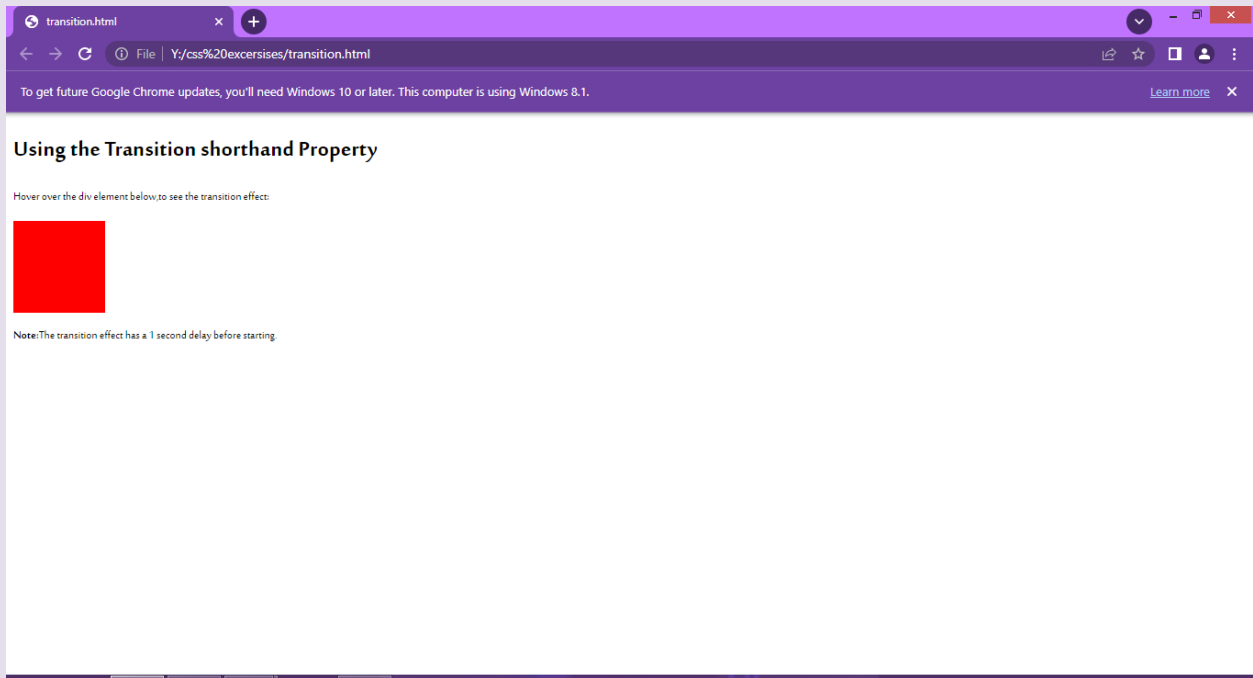 transition.html
File Y:/css%20excersises/transition.html
To get future Google Chrome updates, you'll need Windows 10 or later. This computer is using Windows 8.1. Learn more
Using the Transition shorthand Property
Hover over the div element below,to see the transition effect:
Note:The transition effect has a 1 second delay before starting.